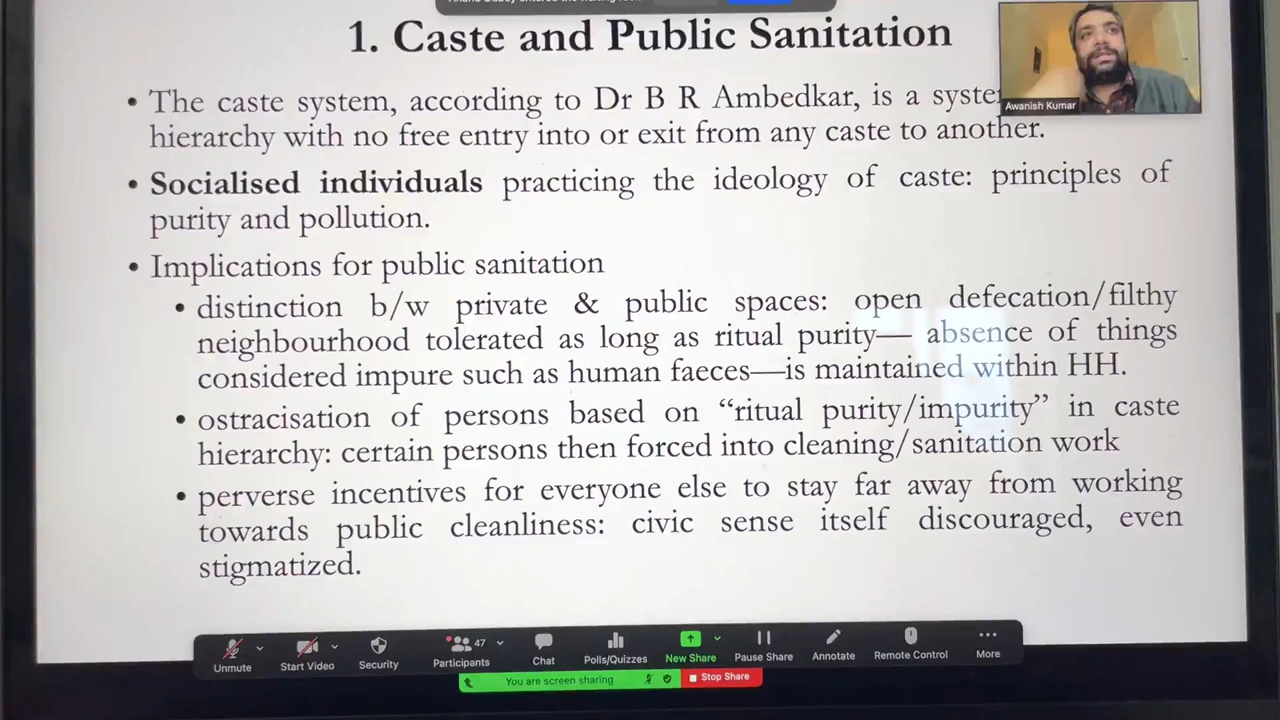 1. Caste and Public Sanitation
Awanish Kumar
• The caste system, according to Dr B R Ambedkar, is a
hierarchy with no free entry into or exit from any caste to another.
• Socialised individuals practicing the ideology of caste: principles of
purity and pollution.
• Implications for public sanitation
• distinction b/w private & public spaces: open defecation/filthy
neighbourhood tolerated as long as ritual purity— absence of things
considered impure such as human faeces—is maintained within HH.
• ostracisation of persons based on “ritual purity/impurity” in caste
hierarchy: certain persons then forced into cleaning/sanitation work
• perverse incentives for everyone else to stay far away from working
towards public cleanliness: civic sense itself discouraged, even
stigmatized.
Unmute
Start Video
Security
Participants
47
Chat
Polls/Quizzes
New Share
Pause Share
Annotate
Remote Control
More
You are screen sharing
Stop Share